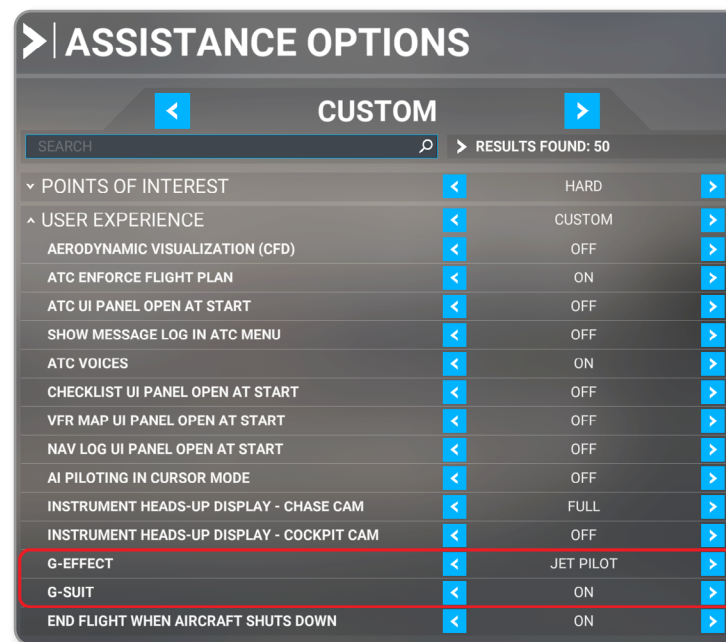 ASSISTANCE OPTIONS
CUSTOM
SEARCH RESULTS FOUND: 50
POINTS OF INTEREST HARD
USER EXPERIENCE CUSTOM
AERODYNAMIC VISUALIZATION (CFD) OFF
ATC ENFORCE FLIGHT PLAN ON
ATC UI PANEL OPEN AT START OFF
SHOW MESSAGE LOG IN ATC MENU OFF
ATC VOICES ON
CHECKLIST UI PANEL OPEN AT START OFF
VFR MAP UI PANEL OPEN AT START OFF
NAV LOG UI PANEL OPEN AT START OFF
AI PILOTING IN CURSOR MODE OFF
INSTRUMENT HEADS-UP DISPLAY - CHASE CAM FULL
INSTRUMENT HEADS-UP DISPLAY - COCKPIT CAM OFF
G-EFFECT JET PILOT
G-SUIT ON
END FLIGHT WHEN AIRCRAFT SHUTS DOWN ON